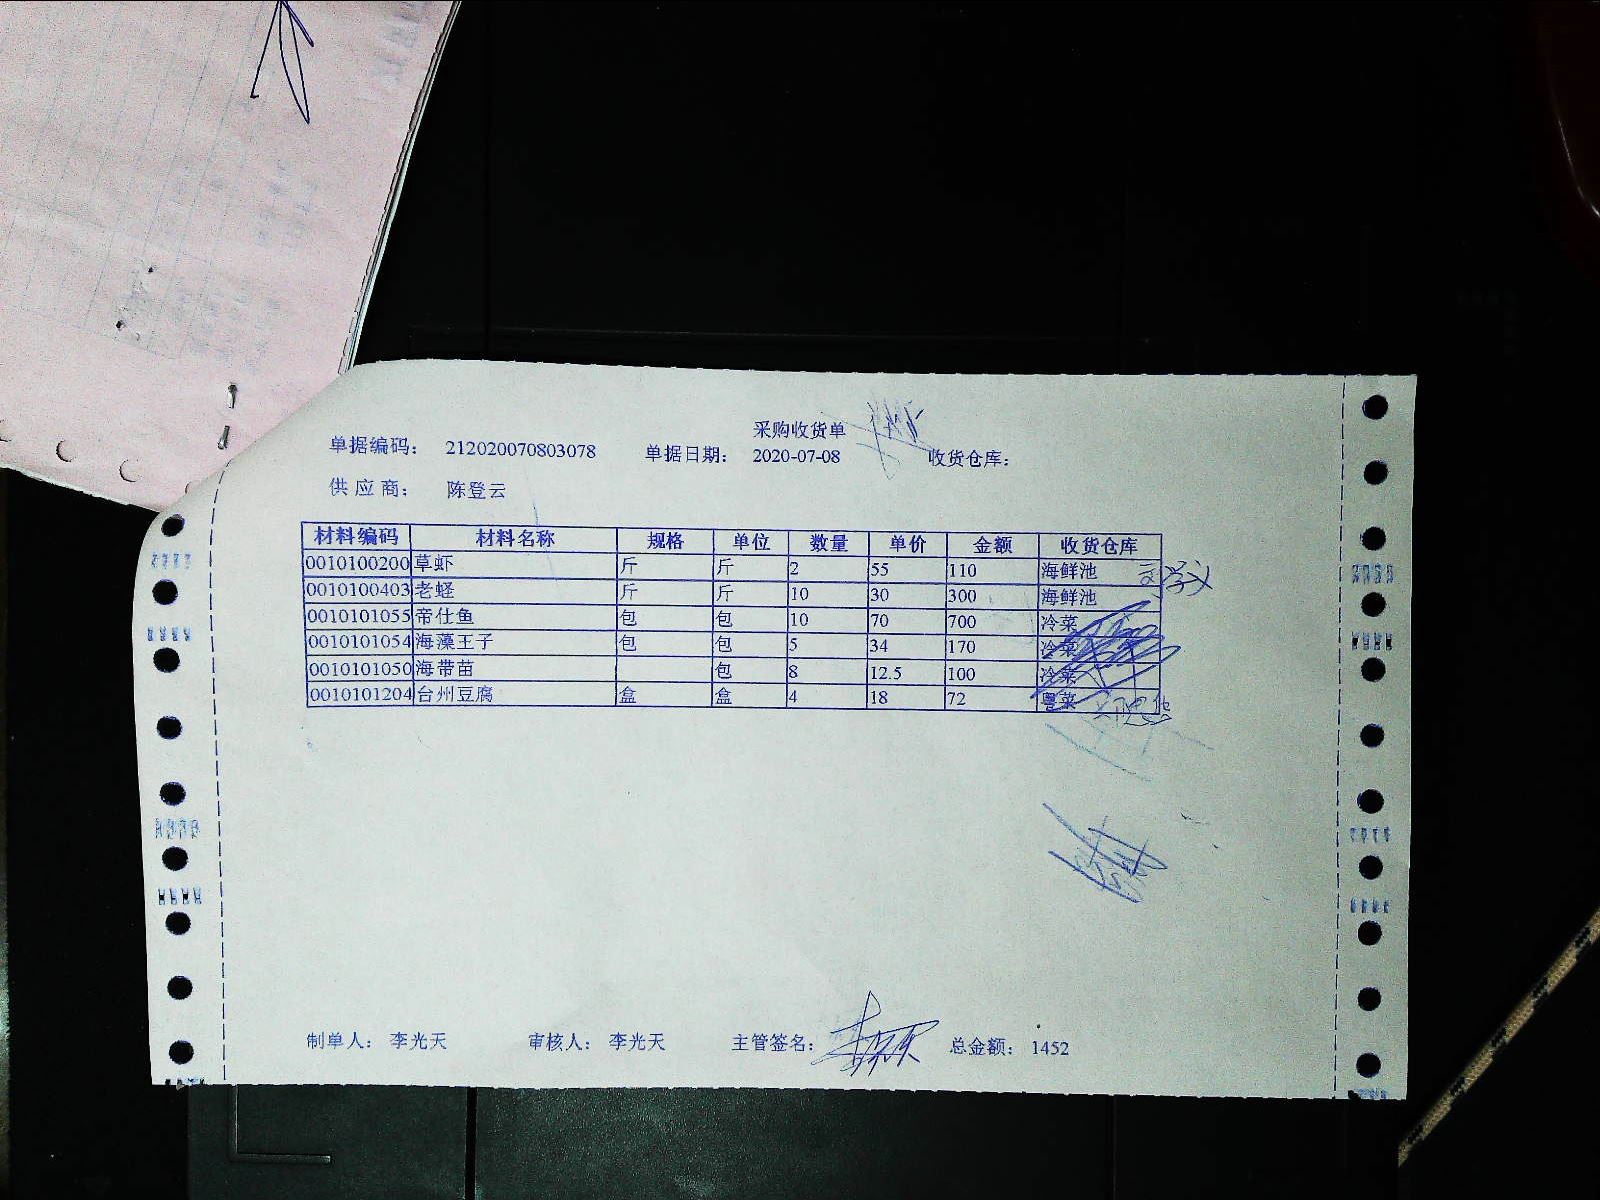 采购收货单
单据编码： 212020070803078 单据日期： 2020-07-08 收货仓库：
供 应 商： 陈登云
材料编码 材料名称 规格 单位 数量 单价 金额 收货仓库
0010100200 草虾 斤 斤 2 55 110 海鲜池
0010100403 老蛏 斤 斤 10 30 300 海鲜池
0010101055 帝仕鱼 包 包 10 70 700 冷菜
0010101054 海藻王子 包 包 5 34 170 冷菜
0010101050 海带苗 包 8 12.5 100 冷菜
0010101204 台州豆腐 盒 盒 4 18 72 粤菜
制单人： 李光天 审核人： 李光天 主管签名： 总金额： 1452